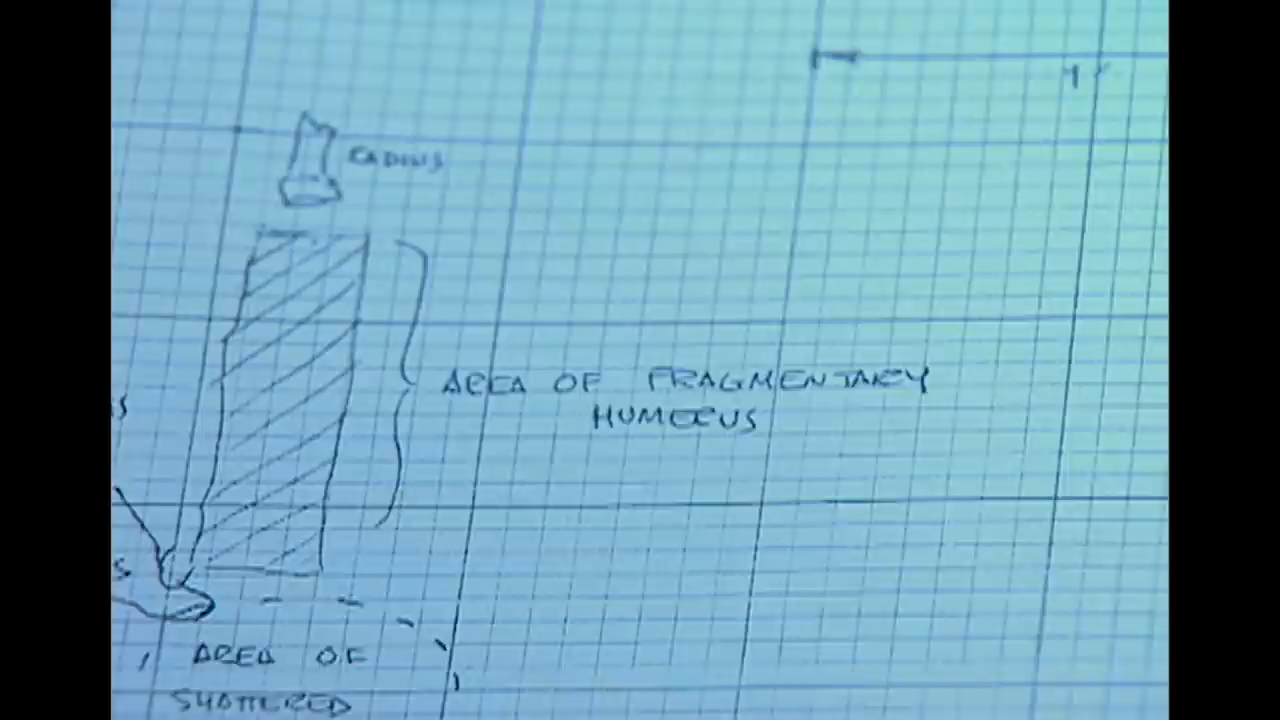 RADIUS
AREA OF FRAGMENTARY
HUMERUS
AREA OF
SHATTERED